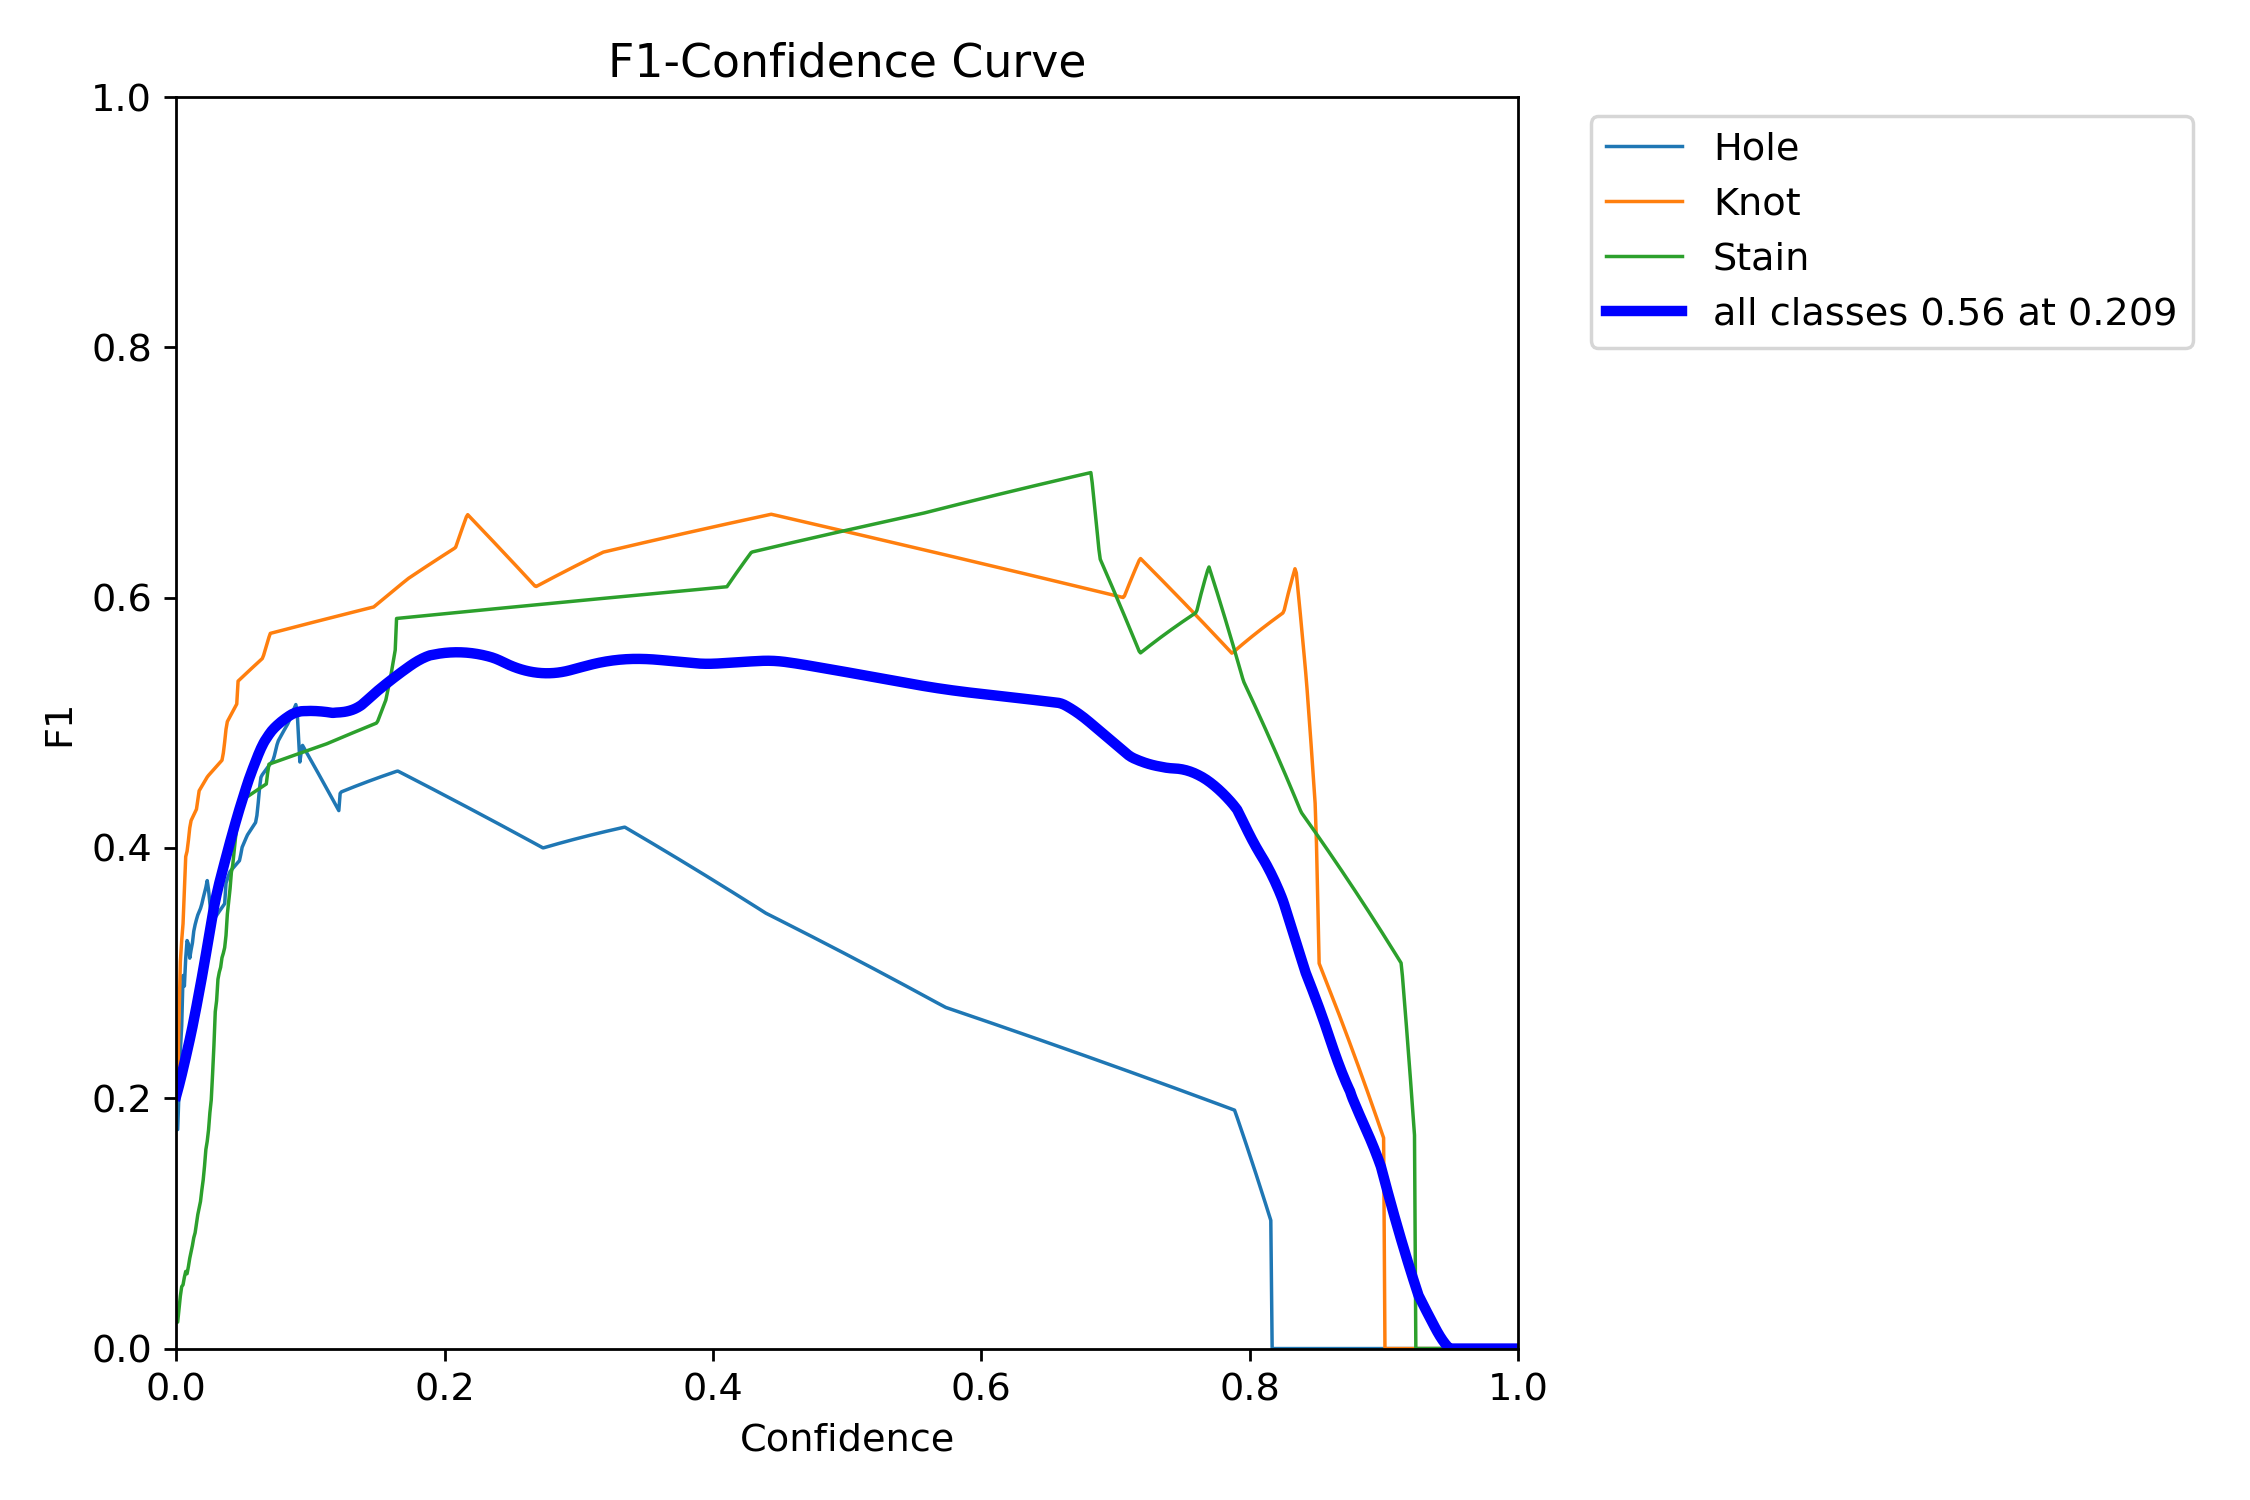 F1-Confidence Curve
1.0
0.8
0.6
0.4
0.2
0.0
F1
0.0 0.2 0.4 0.6 0.8 1.0
Confidence
Hole
Knot
Stain
all classes 0.56 at 0.209